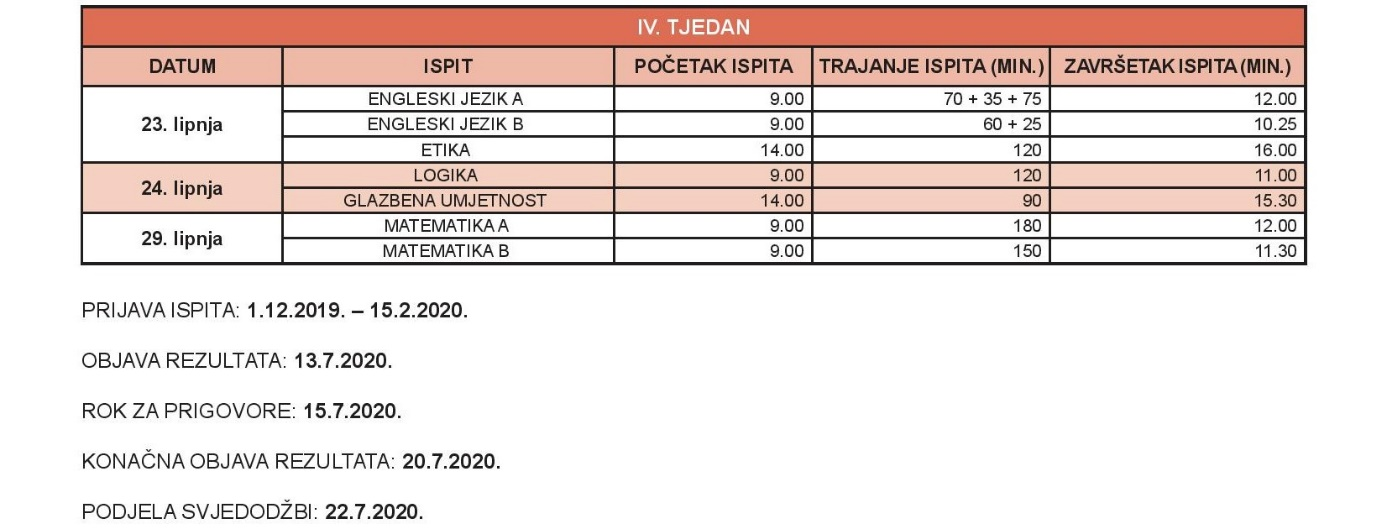 IV. TJEDAN
DATUM ISPIT POČETAK ISPITA TRAJANJE ISPITA (MIN.) ZAVRŠETAK ISPITA (MIN.)
23. lipnja
ENGLESKI JEZIK A 9.00 70 + 35 + 75 12.00
ENGLESKI JEZIK B 9.00 60 + 25 10.25
ETIKA 14.00 120 16.00
24. lipnja
LOGIKA 9.00 120 11.00
GLAZBENA UMJETNOST 14.00 90 15.30
29. lipnja
MATEMATIKA A 9.00 180 12.00
MATEMATIKA B 9.00 150 11.30
PRIJAVA ISPITA: 1.12.2019. – 15.2.2020.
OBJAVA REZULTATA: 13.7.2020.
ROK ZA PRIGOVORE: 15.7.2020.
KONAČNA OBJAVA REZULTATA: 20.7.2020.
PODJELA SVJEDODŽBI: 22.7.2020.